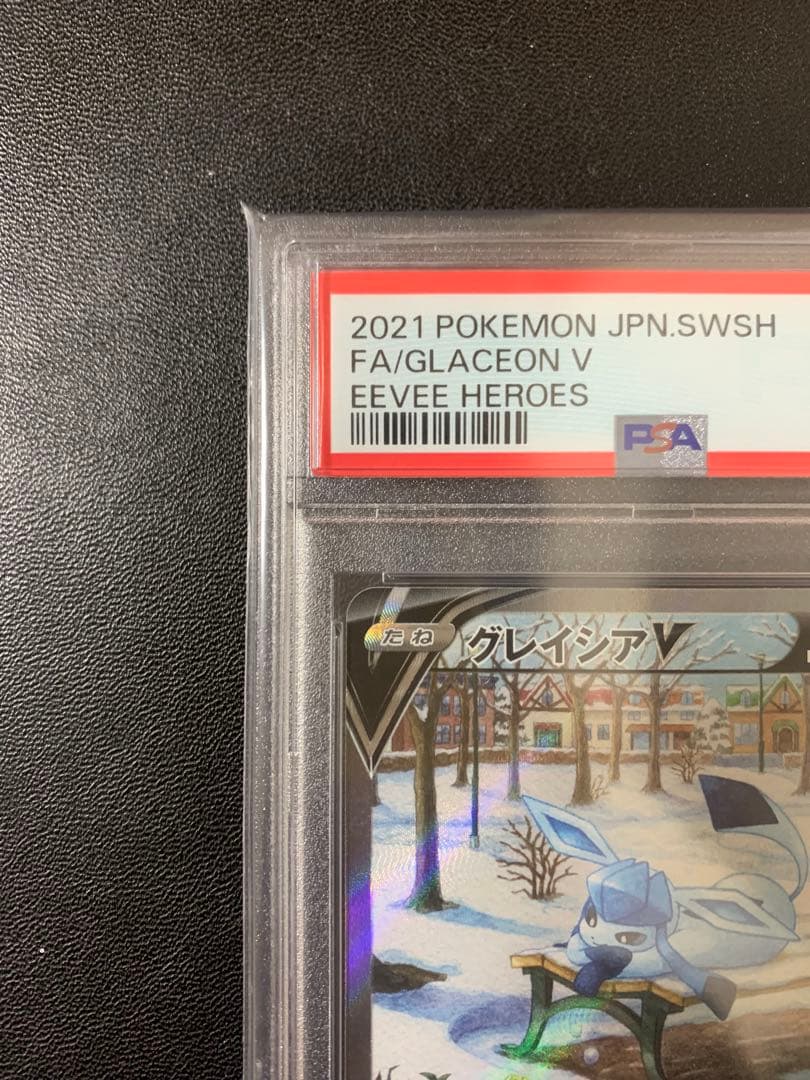 2021 POKEMON JPN.SWSH
FA/GLACEON V
EEVEE HEROES
PSA
たね グレイシアV